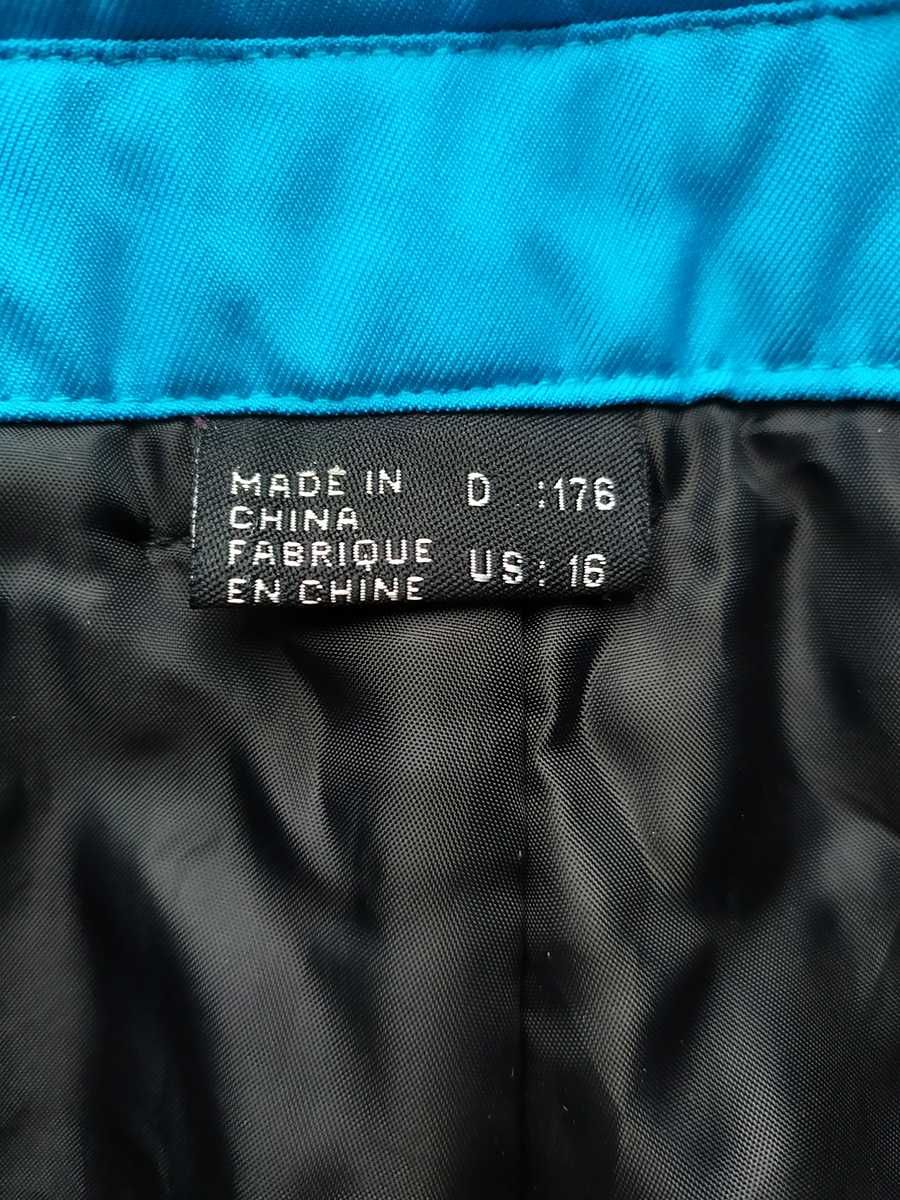 MADE IN
CHINA
FABRIQUE
EN CHINE
D :176
US: 16